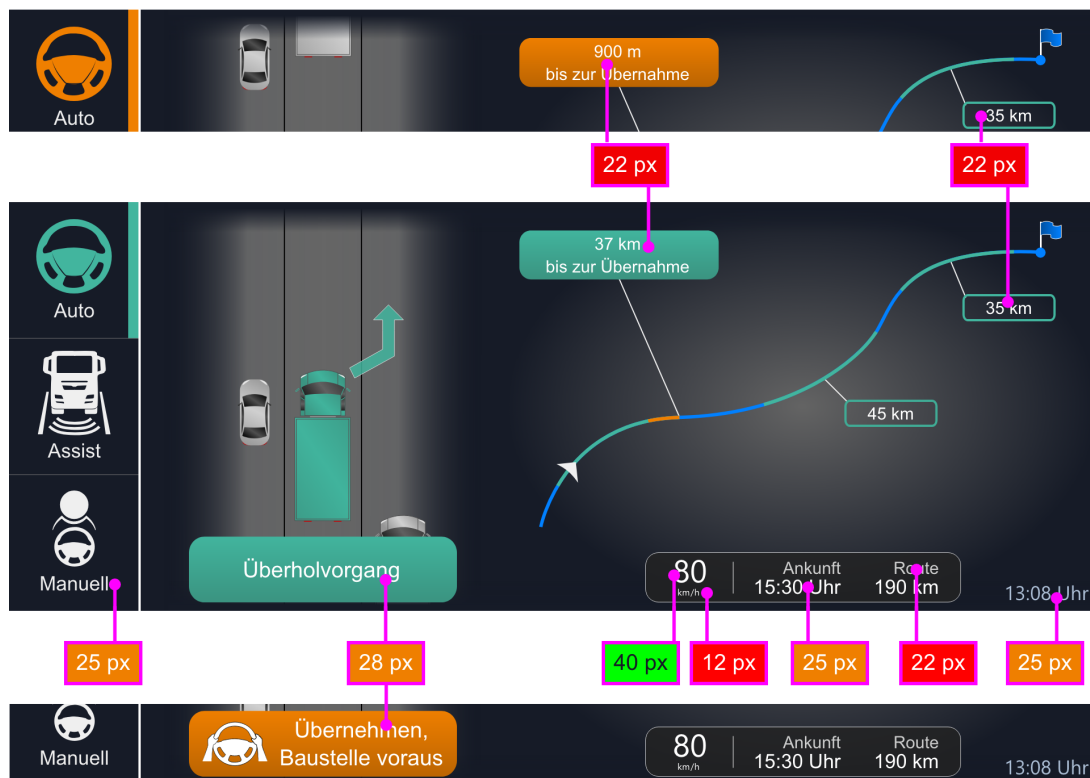 Auto
900 m
bis zur Übernahme
35 km
22 px
22 px
Auto
37 km
bis zur Übernahme
35 km
Assist
45 km
Manuell
Überholvorgang
80
km/h
Ankunft
15:30 Uhr
Route
190 km
13:08 Uhr
25 px
28 px
40 px
12 px
25 px
22 px
25 px
Manuell
Übernehmen,
Baustelle voraus
80
km/h
Ankunft
15:30 Uhr
Route
190 km
13:08 Uhr